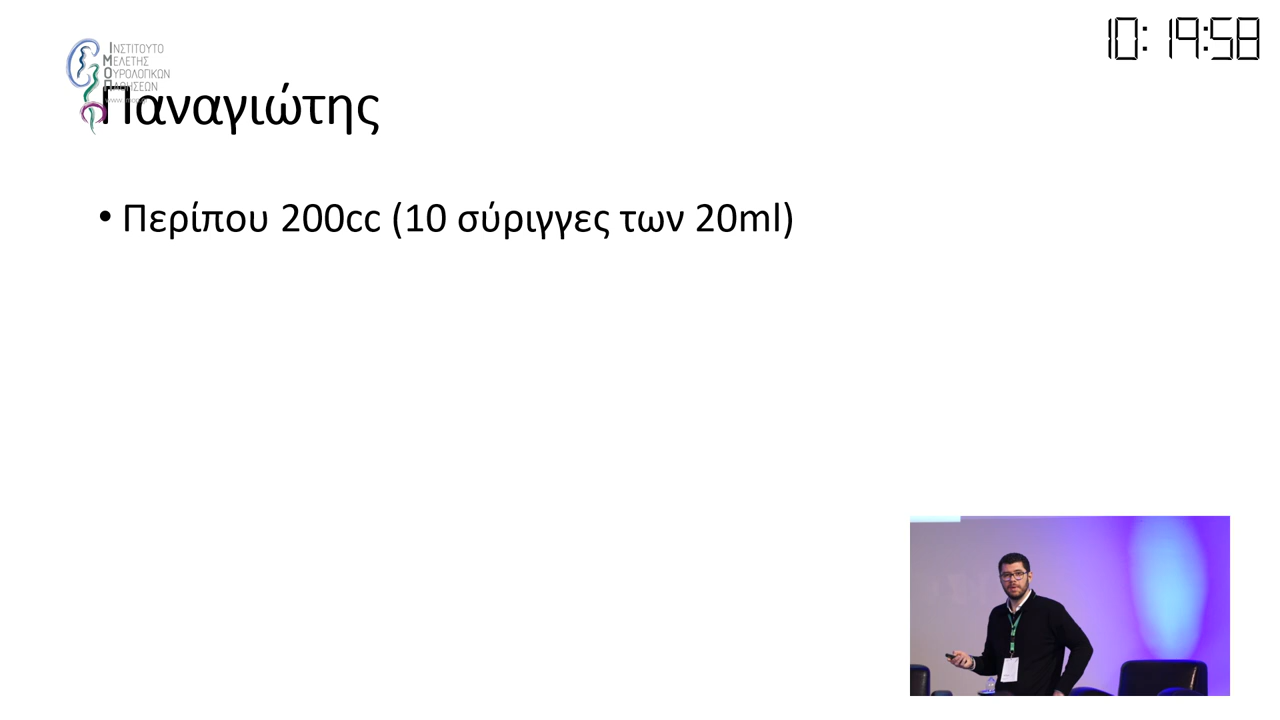 10:19:58
ΙΝΣΤΙΤΟΥΤΟ
ΜΕΛΕΤΗΣ
ΟΥΡΟΛΟΓΙΚΩΝ
ΠΑΘΗΣΕΩΝ
Παναγιώτης
• Περίπου 200cc (10 σύριγγες των 20ml)